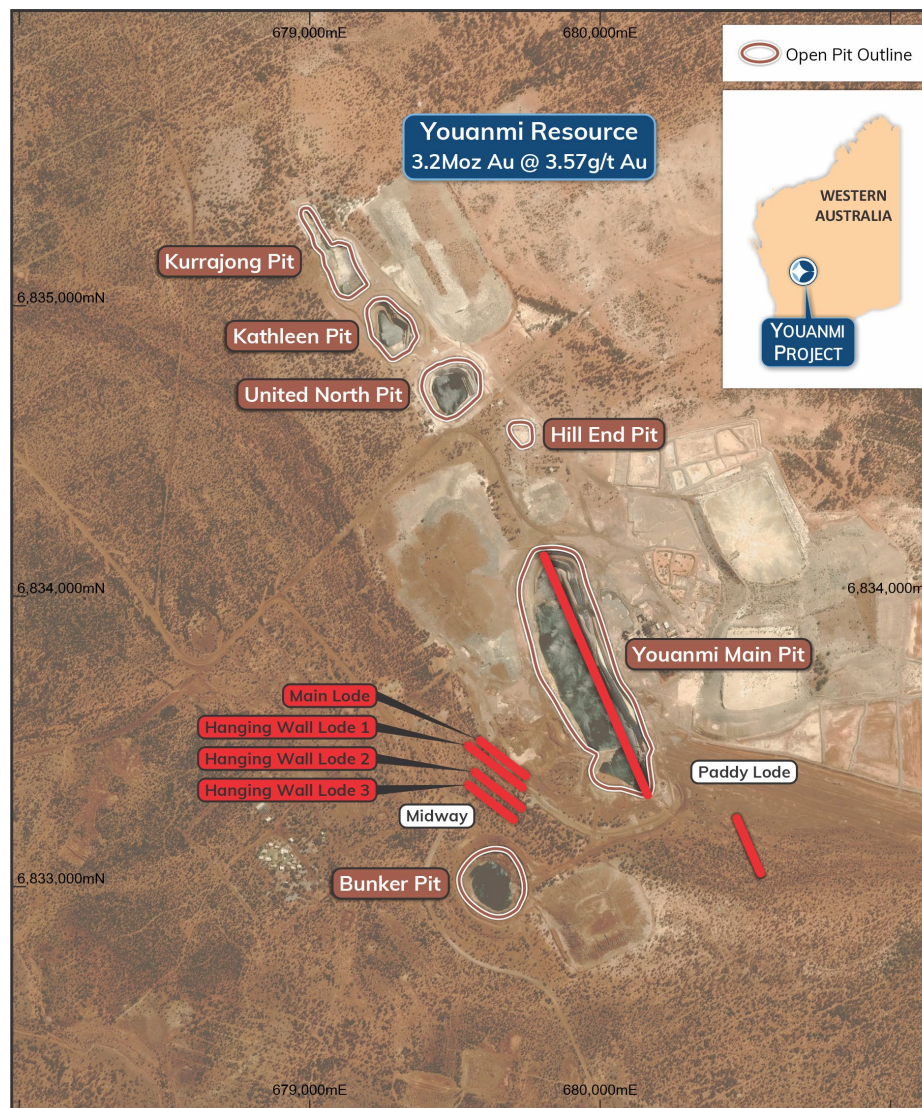 679,000mE
680,000mE
Open Pit Outline
Youanmi Resource
3.2Moz Au @ 3.57g/t Au
WESTERN
AUSTRALIA
YOUANMI
PROJECT
Kurrajong Pit
6,835,000mN
Kathleen Pit
United North Pit
Hill End Pit
6,834,000mN
6,834,000m
Youanmi Main Pit
Main Lode
Hanging Wall Lode 1
Hanging Wall Lode 2
Hanging Wall Lode 3
Paddy Lode
Midway
6,833,000mN
Bunker Pit
679,000mE
680,000mE